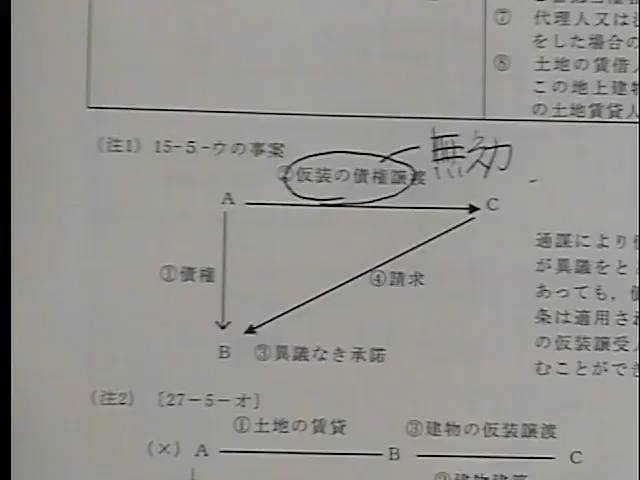 ⑦ 代理人又は
をした場合の
⑧ 土地の賃借
この地上建物
の土地賃貸人
(注1) 15-5-ウの事案
無効
②仮装の債権譲渡
A
C
通謀により
①債権
④請求
が異議をと
あっても,
条は適用され
B ③異議なき承諾
の仮装譲受
むことができ
(注2) [27-5-オ]
①土地の賃貸
③建物の仮装譲渡
(×) A
B
C